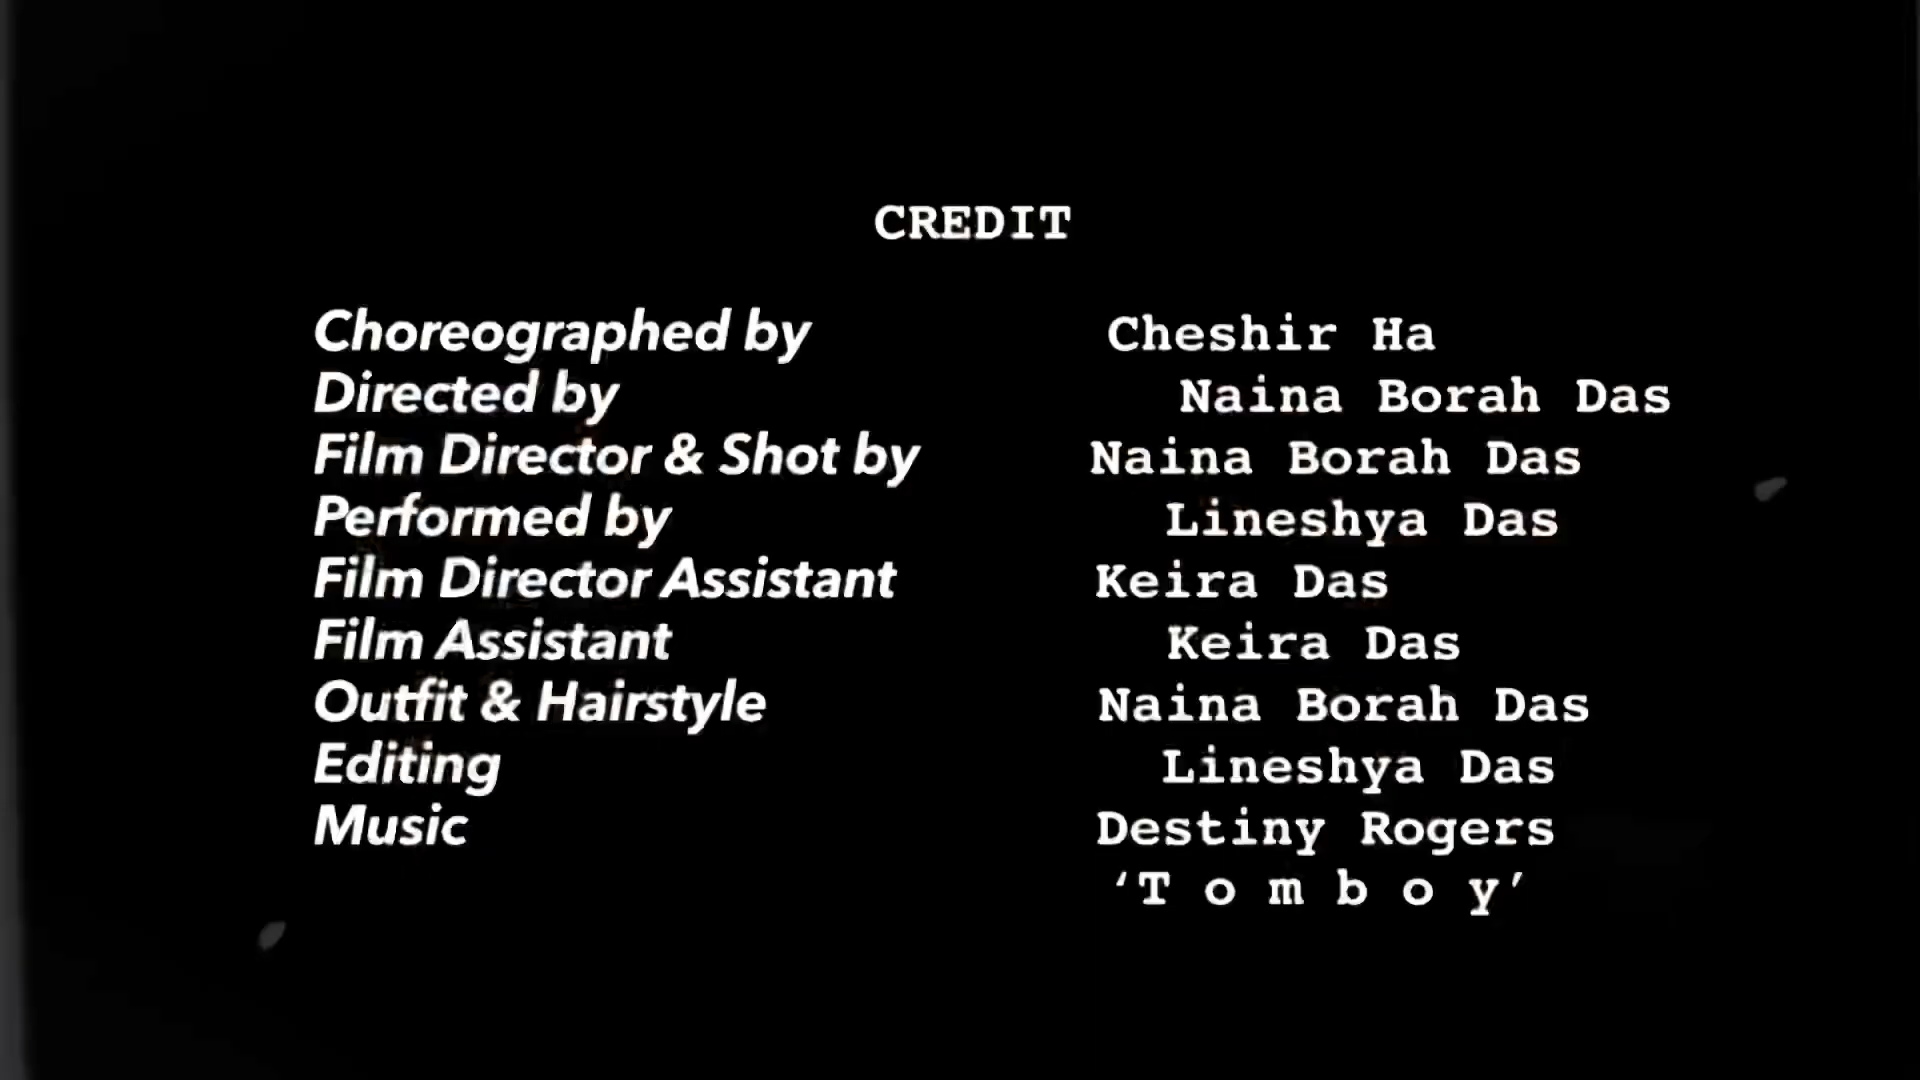 CREDIT
Choreographed by Cheshir Ha
Directed by Naina Borah Das
Film Director & Shot by Naina Borah Das
Performed by Lineshya Das
Film Director Assistant Keira Das
Film Assistant Keira Das
Outfit & Hairstyle Naina Borah Das
Editing Lineshya Das
Music Destiny Rogers
‘T o m b o y’